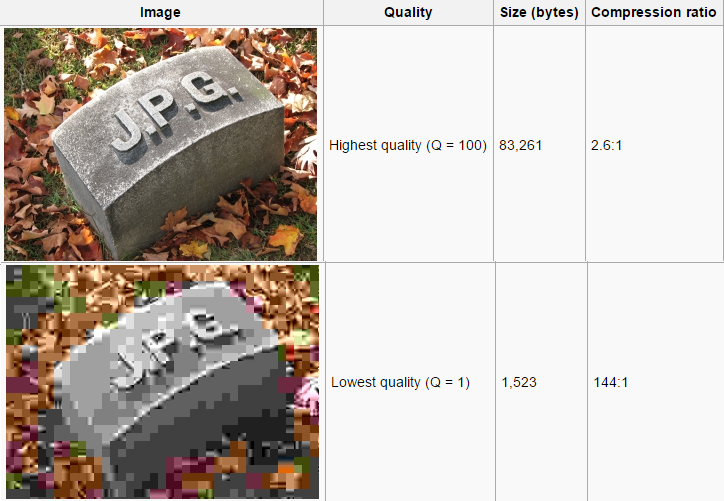 Image Quality Size (bytes) Compression ratio
J.P.G.
Highest quality (Q = 100) 83,261 2.6:1
J.P.G.
Lowest quality (Q = 1) 1,523 144:1